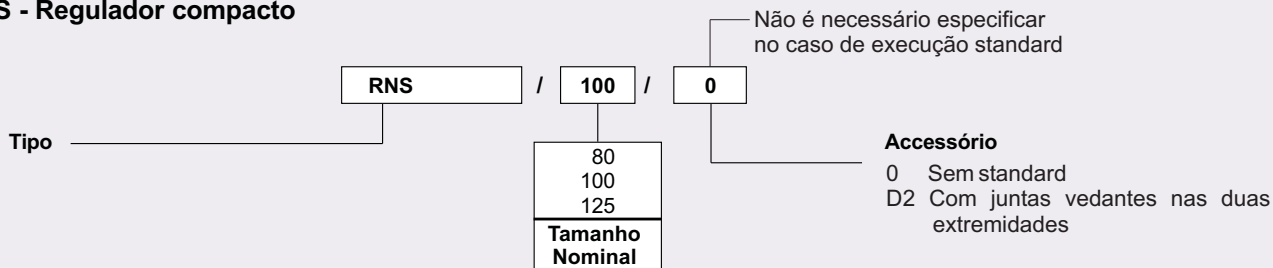 S - Regulador compacto
Não é necessário especificar
no caso de execução standard
RNS / 100 / 0
Tipo
80
100
125
Tamanho
Nominal
Accessório
0 Sem standard
D2 Com juntas vedantes nas duas
extremidades